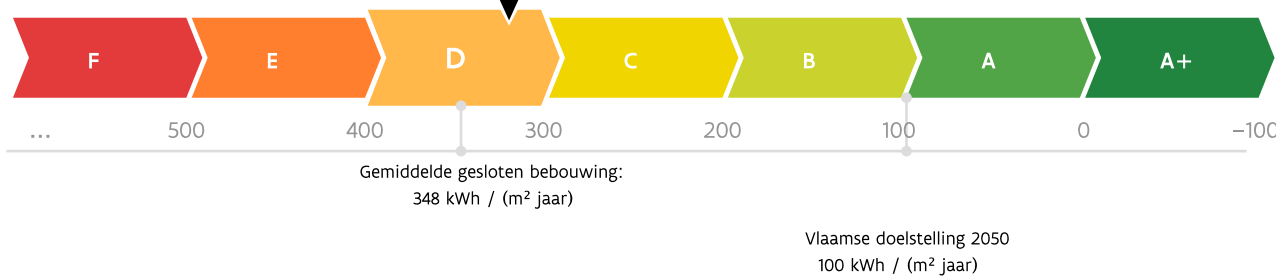 F E D C B A A+
... 500 400 300 200 100 0 −100
Gemiddelde gesloten bebouwing:
348 kWh / (m² jaar)
Vlaamse doelstelling 2050
100 kWh / (m² jaar)